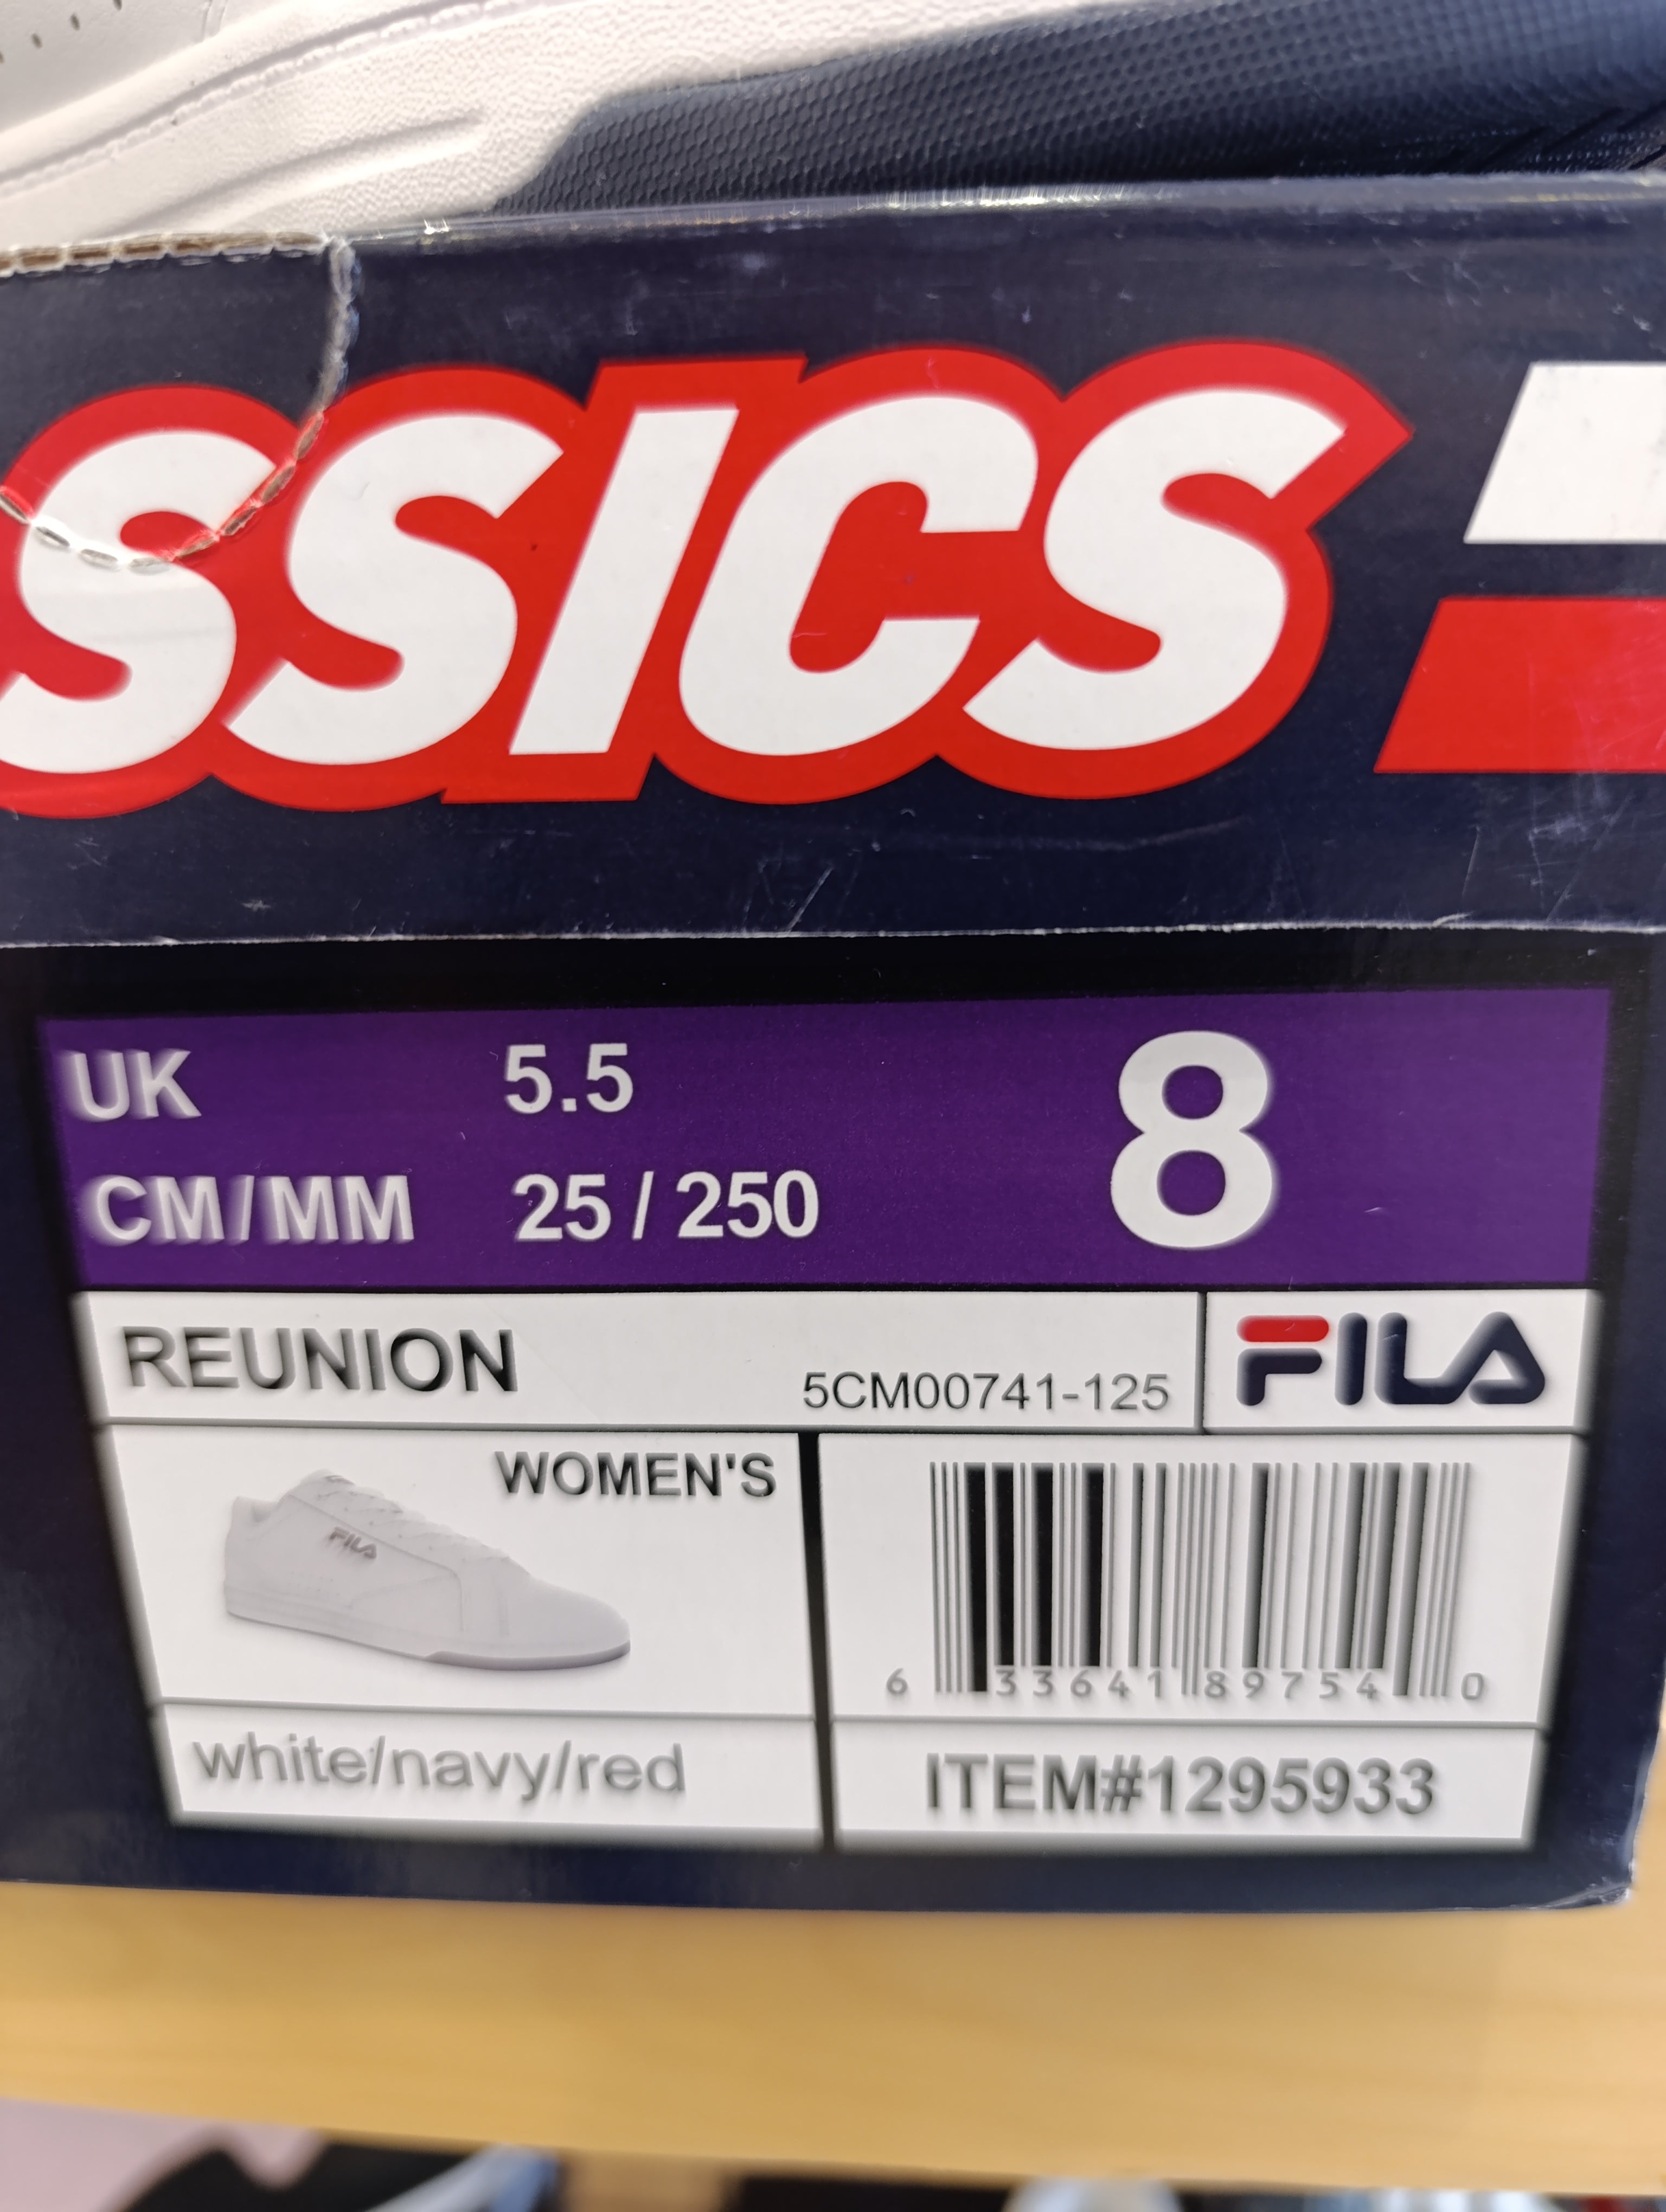 SSICS
UK 5.5
8
CM/MM 25 / 250
REUNION
5CM00741-125
FILA
WOMEN'S
FILA
6 33641 89754 0
white/navy/red
ITEM#1295933